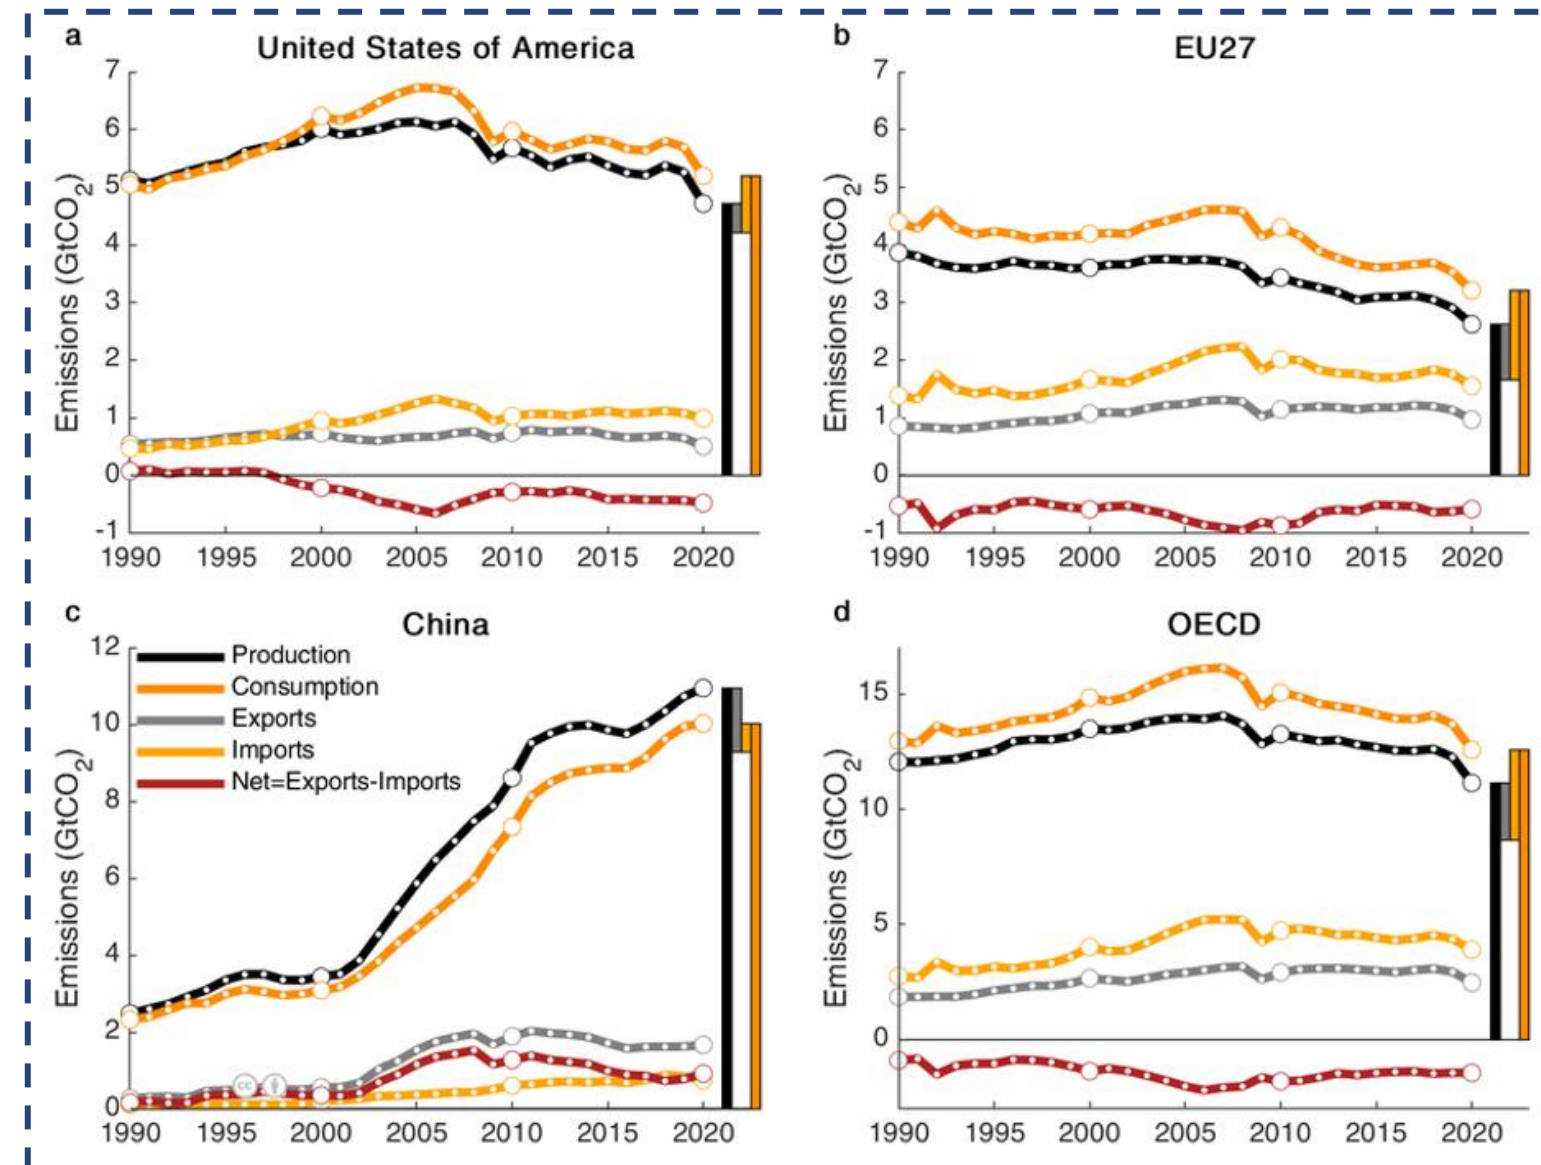 a
United States of America
7
6
5
4
3
2
1
0
-1
Emissions (GtCO2)
1990 1995 2000 2005 2010 2015 2020
b
EU27
7
6
5
4
3
2
1
0
-1
Emissions (GtCO2)
1990 1995 2000 2005 2010 2015 2020
c
China
12
10
8
6
4
2
0
Emissions (GtCO2)
Production
Consumption
Exports
Imports
Net=Exports-Imports
cc
1990 1995 2000 2005 2010 2015 2020
d
OECD
15
10
5
0
Emissions (GtCO2)
1990 1995 2000 2005 2010 2015 2020